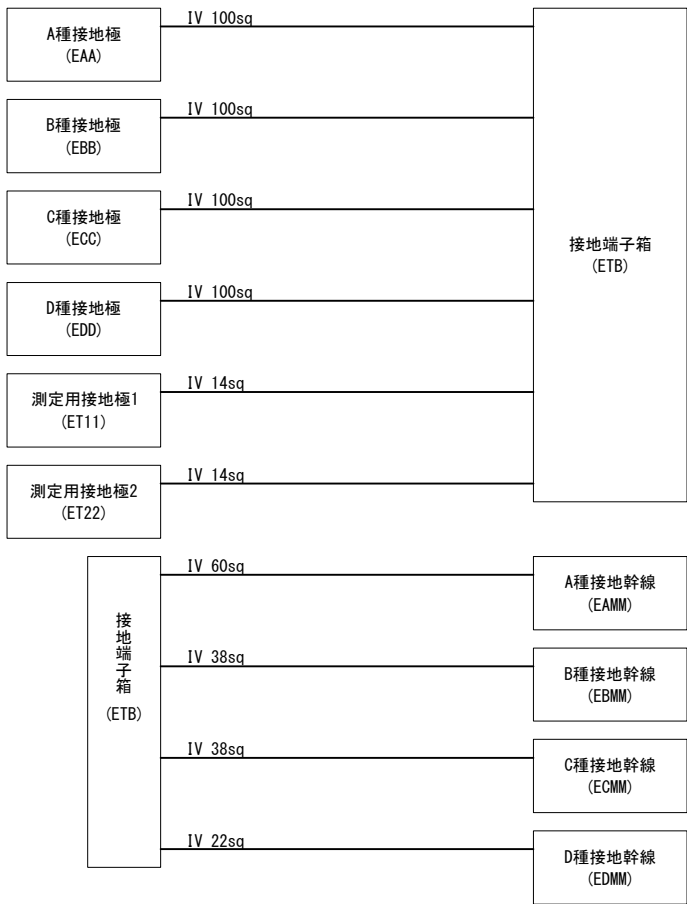 IV 100sq
A種接地極
(EAA)
IV 100sq
B種接地極
(EBB)
IV 100sq
C種接地極
(ECC)
接地端子箱
(ETB)
IV 100sq
D種接地極
(EDD)
IV 14sq
測定用接地極1
(ET11)
IV 14sq
測定用接地極2
(ET22)
IV 60sq
A種接地幹線
(EAMM)
接地端子箱
(ETB)
IV 38sq
B種接地幹線
(EBMM)
IV 38sq
C種接地幹線
(ECMM)
IV 22sq
D種接地幹線
(EDMM)